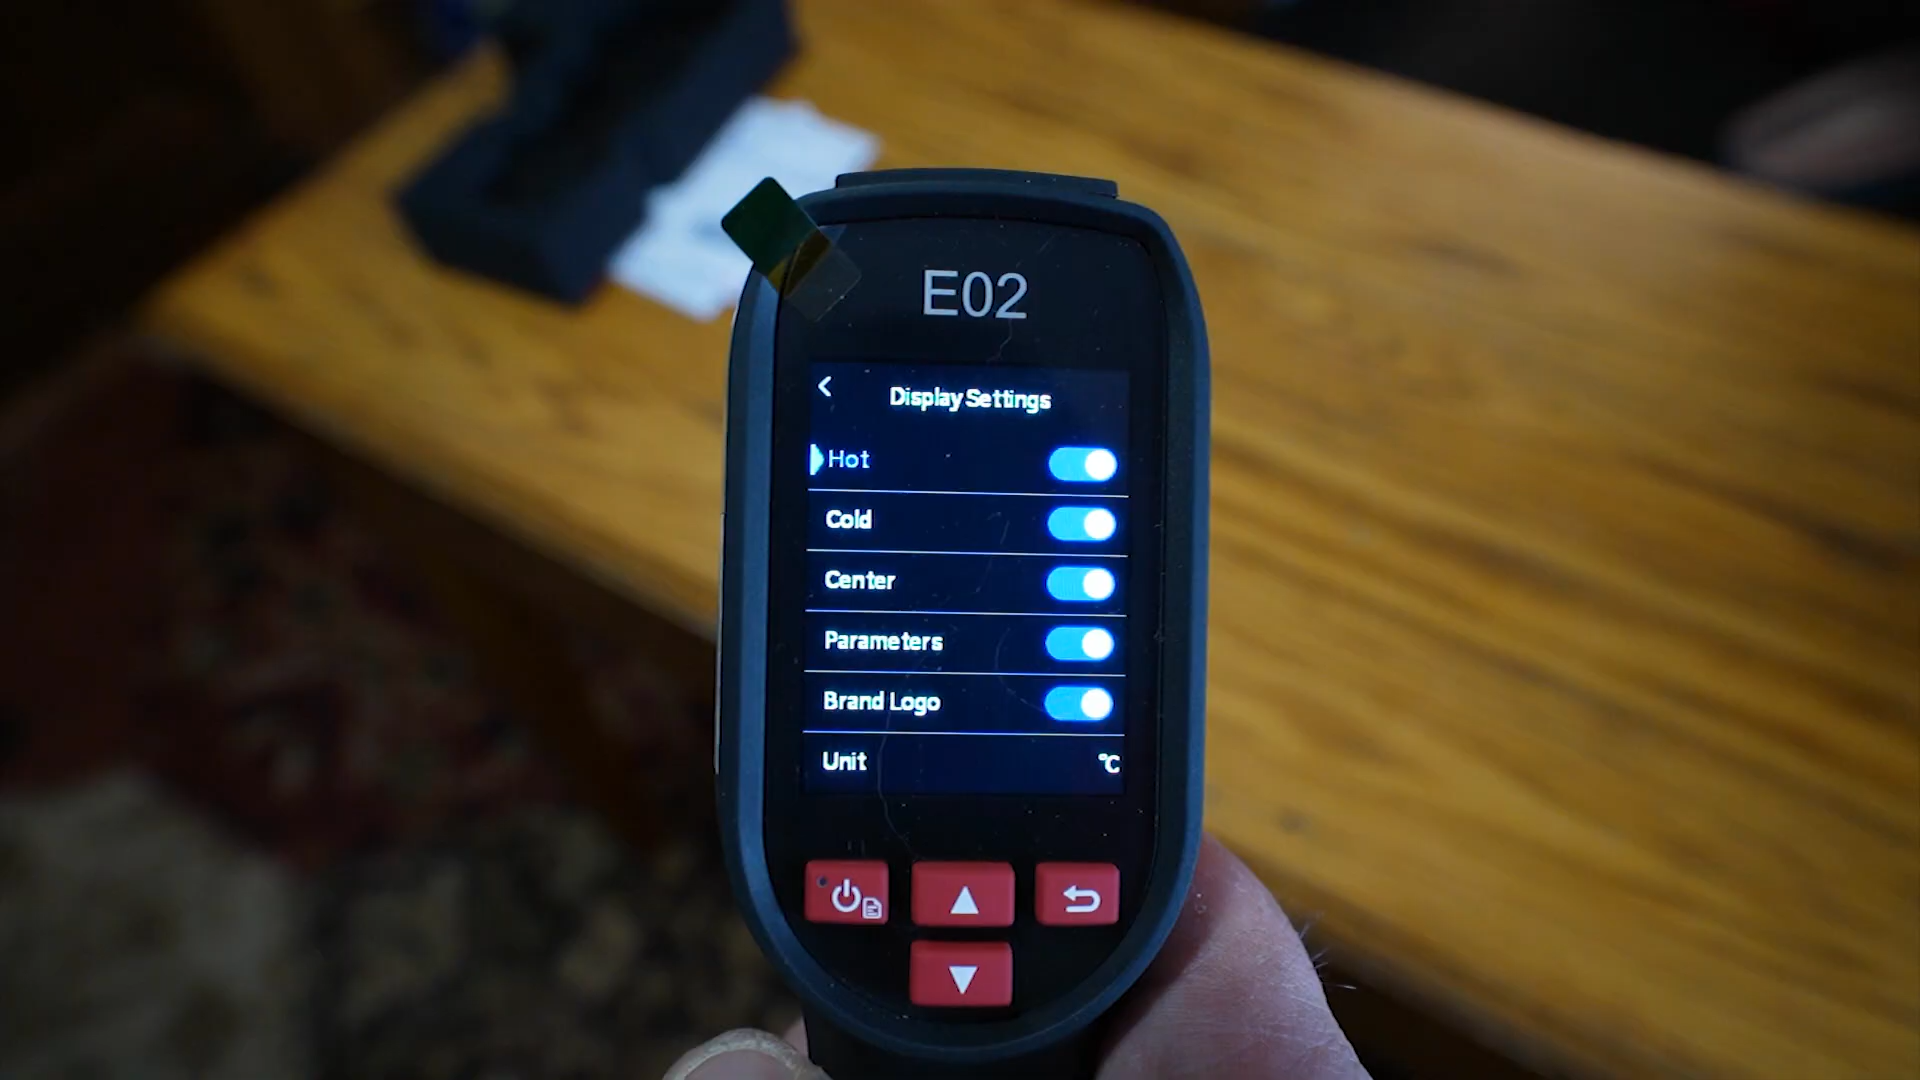 E02
Display Settings
Hot
Cold
Center
Parameters
Brand Logo
Unit ℃